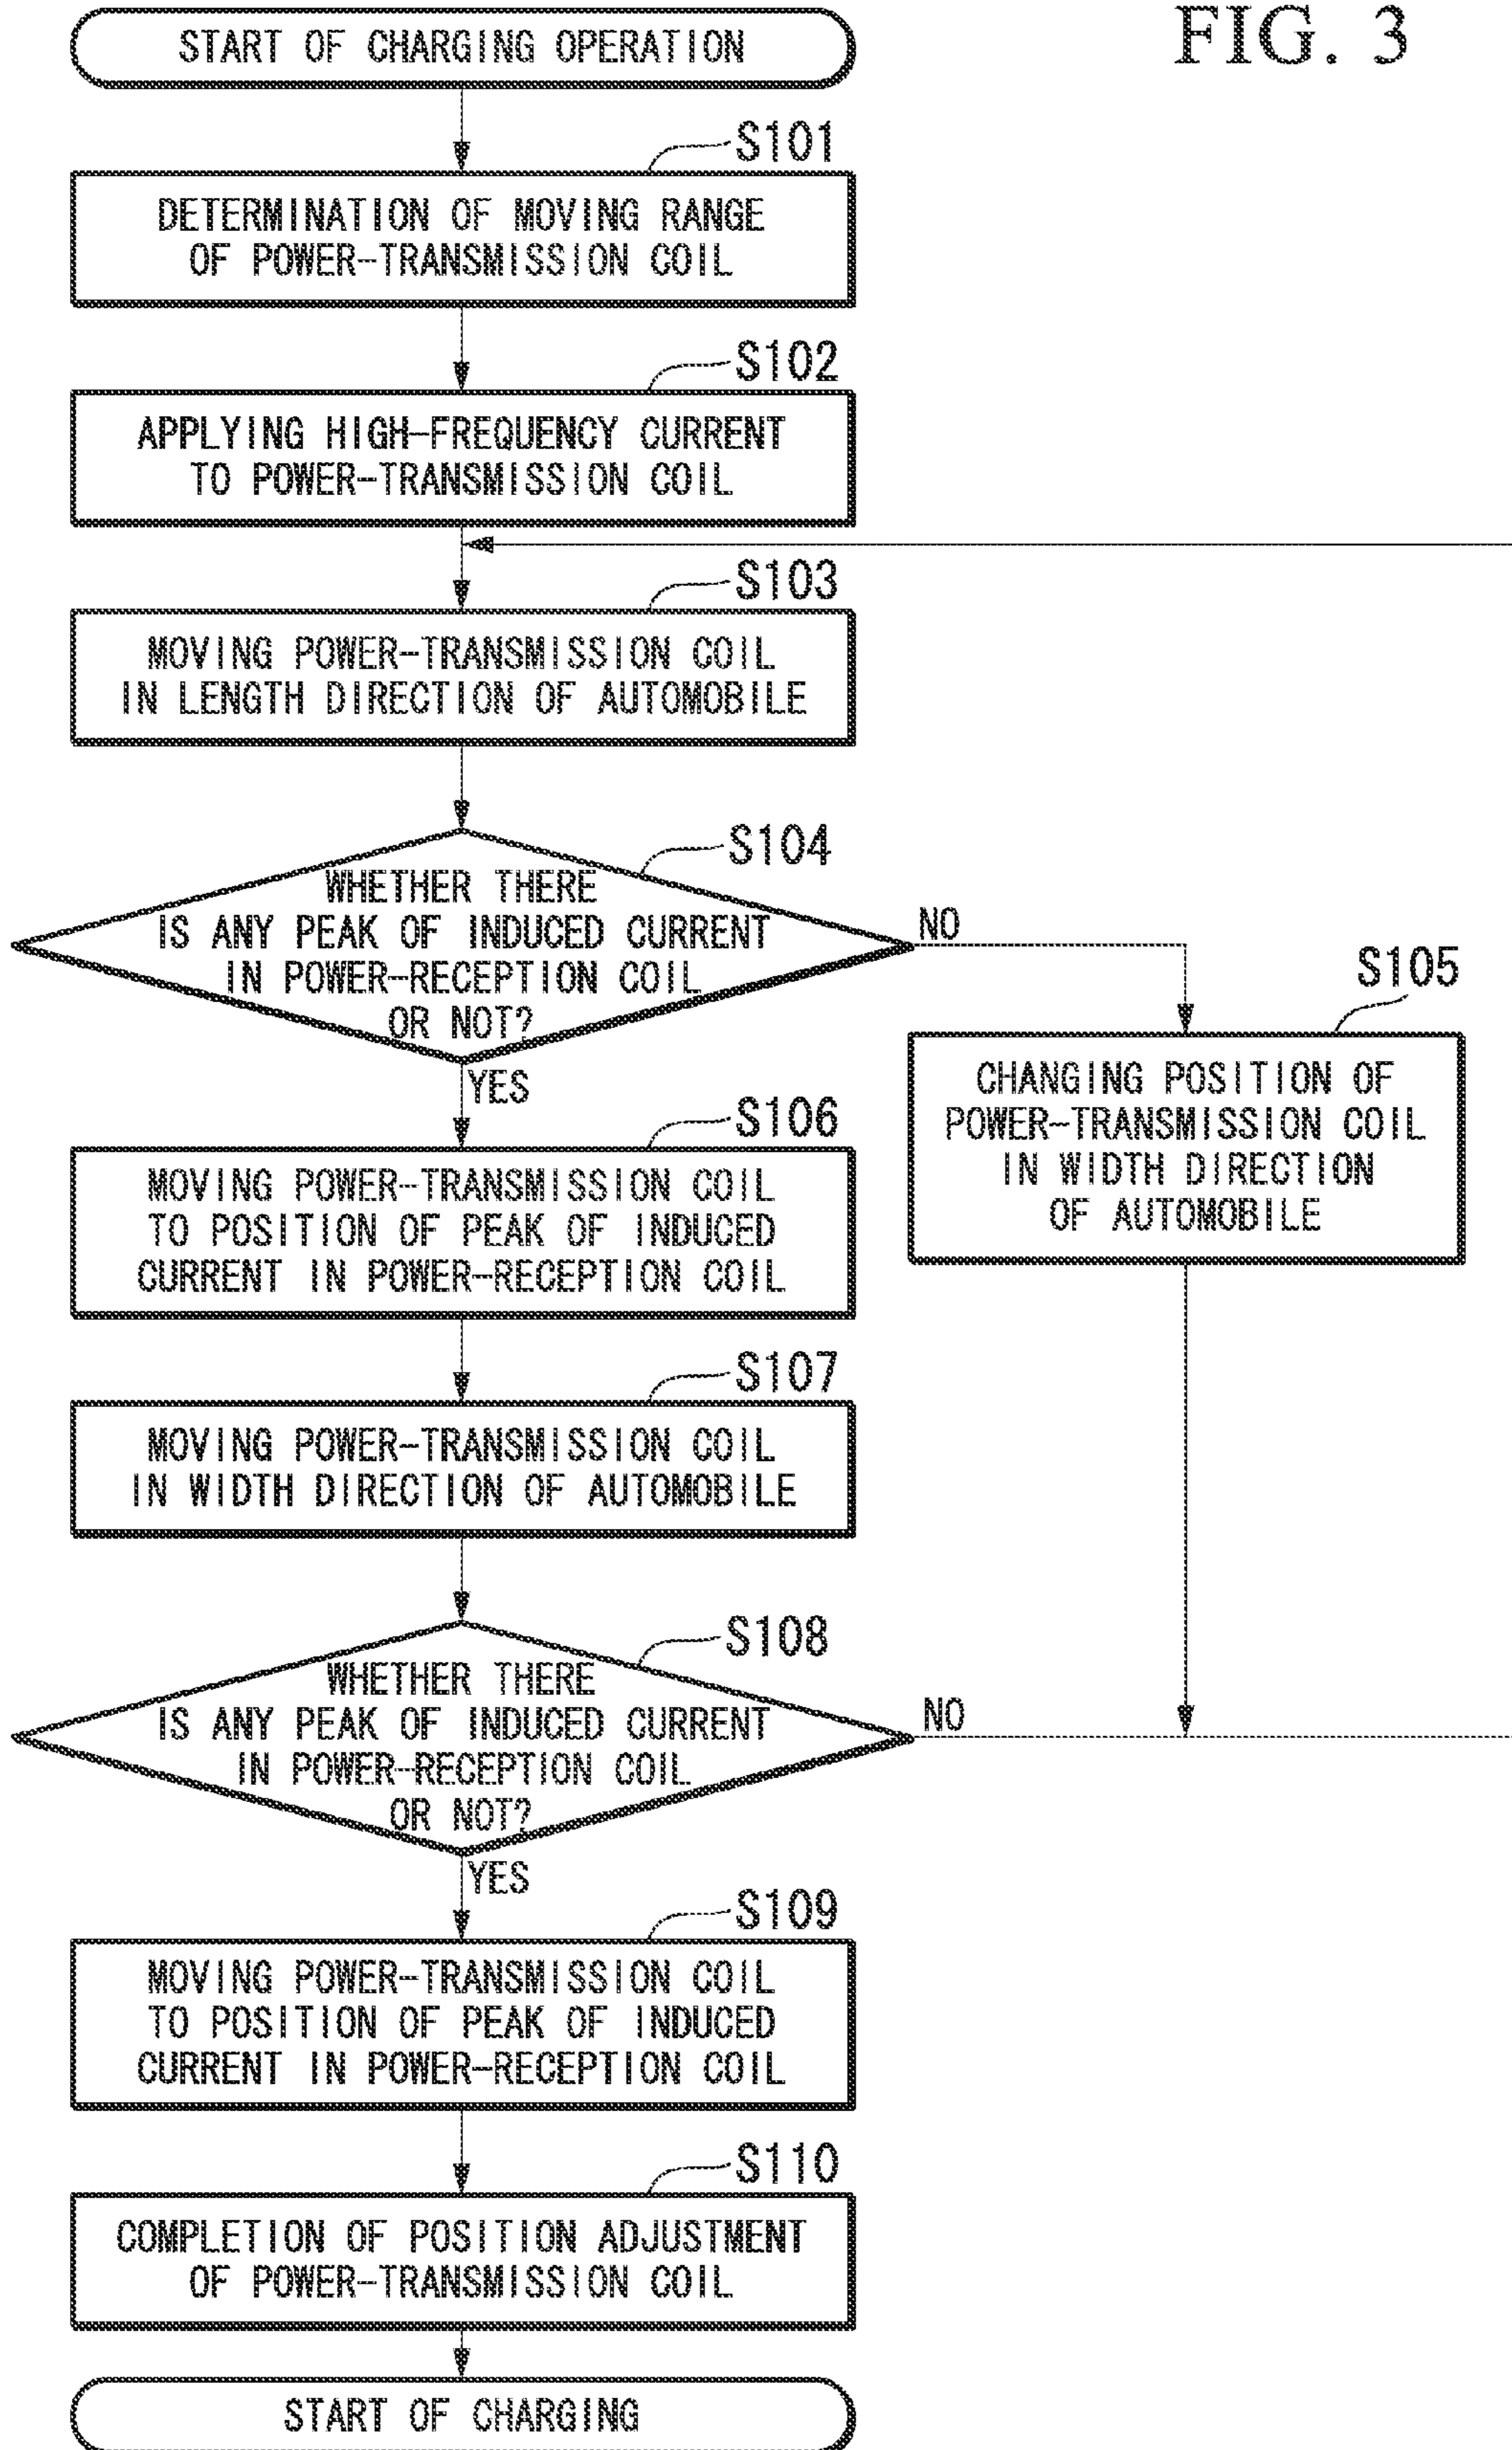 FIG. 3
START OF CHARGING OPERATION
S101
DETERMINATION OF MOVING RANGE
OF POWER-TRANSMISSION COIL
S102
APPLYING HIGH-FREQUENCY CURRENT
TO POWER-TRANSMISSION COIL
S103
MOVING POWER-TRANSMISSION COIL
IN LENGTH DIRECTION OF AUTOMOBILE
S104
WHETHER THERE
IS ANY PEAK OF INDUCED CURRENT
IN POWER-RECEPTION COIL
OR NOT?
NO
S105
CHANGING POSITION OF
POWER-TRANSMISSION COIL
IN WIDTH DIRECTION
OF AUTOMOBILE
YES
S106
MOVING POWER-TRANSMISSION COIL
TO POSITION OF PEAK OF INDUCED
CURRENT IN POWER-RECEPTION COIL
S107
MOVING POWER-TRANSMISSION COIL
IN WIDTH DIRECTION OF AUTOMOBILE
S108
WHETHER THERE
IS ANY PEAK OF INDUCED CURRENT
IN POWER-RECEPTION COIL
OR NOT?
NO
YES
S109
MOVING POWER-TRANSMISSION COIL
TO POSITION OF PEAK OF INDUCED
CURRENT IN POWER-RECEPTION COIL
S110
COMPLETION OF POSITION ADJUSTMENT
OF POWER-TRANSMISSION COIL
START OF CHARGING